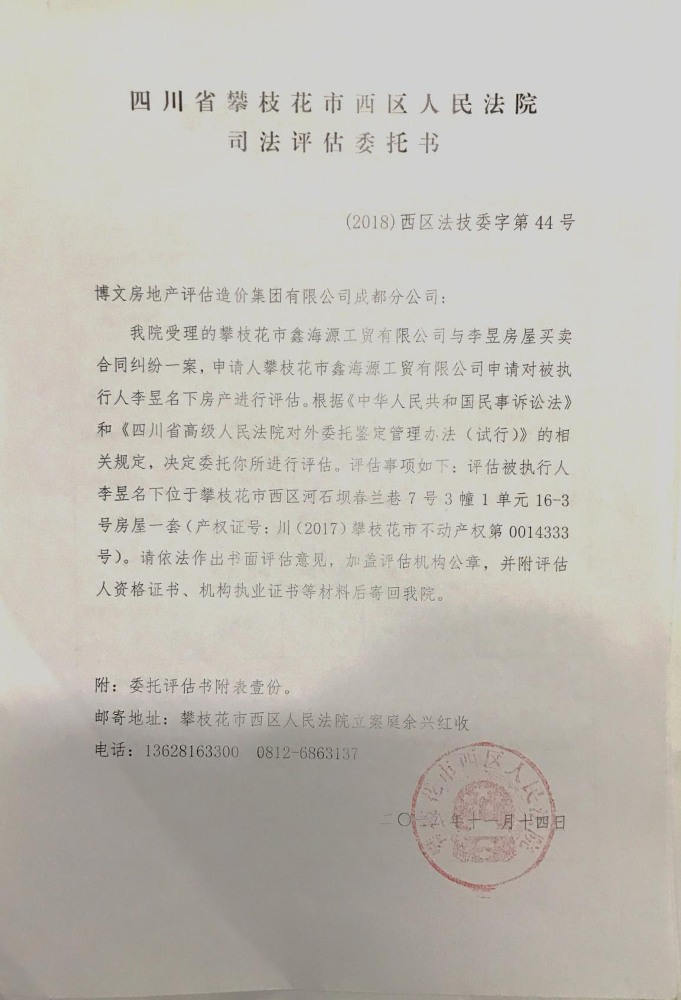 四川省攀枝花市西区人民法院
司法评估委托书
(2018)西区法技委字第 44 号
博文房地产评估造价集团有限公司成都分公司：
我院受理的攀枝花市鑫海源工贸有限公司与李昱房屋买卖
合同纠纷一案，申请人攀枝花市鑫海源工贸有限公司申请对被执
行人李昱名下房产进行评估。根据《中华人民共和国民事诉讼法》
和《四川省高级人民法院对外委托鉴定管理办法（试行）》的相
关规定，决定委托你所进行评估。评估事项如下：评估被执行人
李昱名下位于攀枝花市西区河石坝春兰巷 7 号 3 幢 1 单元 16-3
号房屋一套（产权证号：川（2017）攀枝花市不动产权第 0014333
号）。请依法作出书面评估意见，加盖评估机构公章，并附评估
人资格证书、机构执业证书等材料后寄回我院。
附：委托评估书附表壹份。
邮寄地址：攀枝花市西区人民法院立案庭余兴红收
电话：13628163300 0812-6863137
二〇一八年十一月十四日
攀枝花市西区人民法院